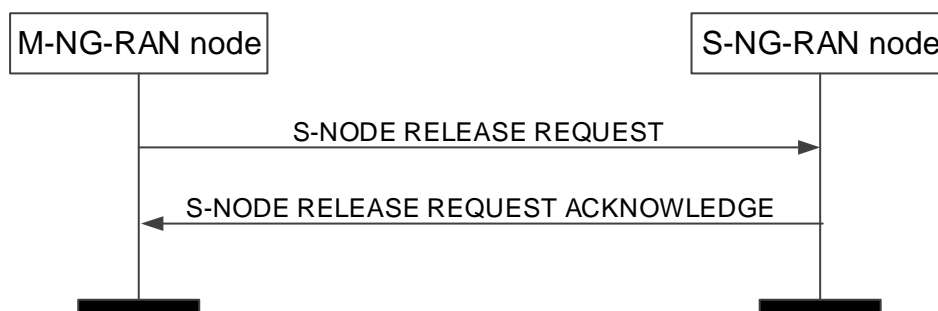 M-NG-RAN node
S-NG-RAN node
S-NODE RELEASE REQUEST
S-NODE RELEASE REQUEST ACKNOWLEDGE